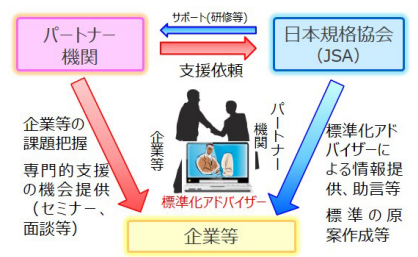 サポート(研修等)
パートナー
機関
日本規格協会
(JSA)
支援依頼
企業等の
課題把握
専門的支援
の機会提供
(セミナー、
面談等)
企業等
パートナー
機関
標準化アドバイザー
標準化アド
バイザーに
よる情報提
供、助言等
標準の原
案作成等
企業等